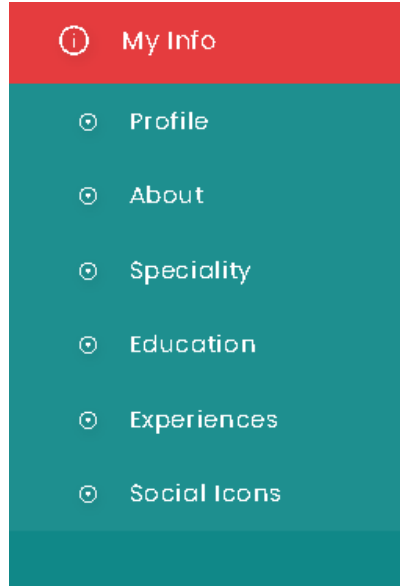 My Info
Profile
About
Speciality
Education
Experiences
Social Icons